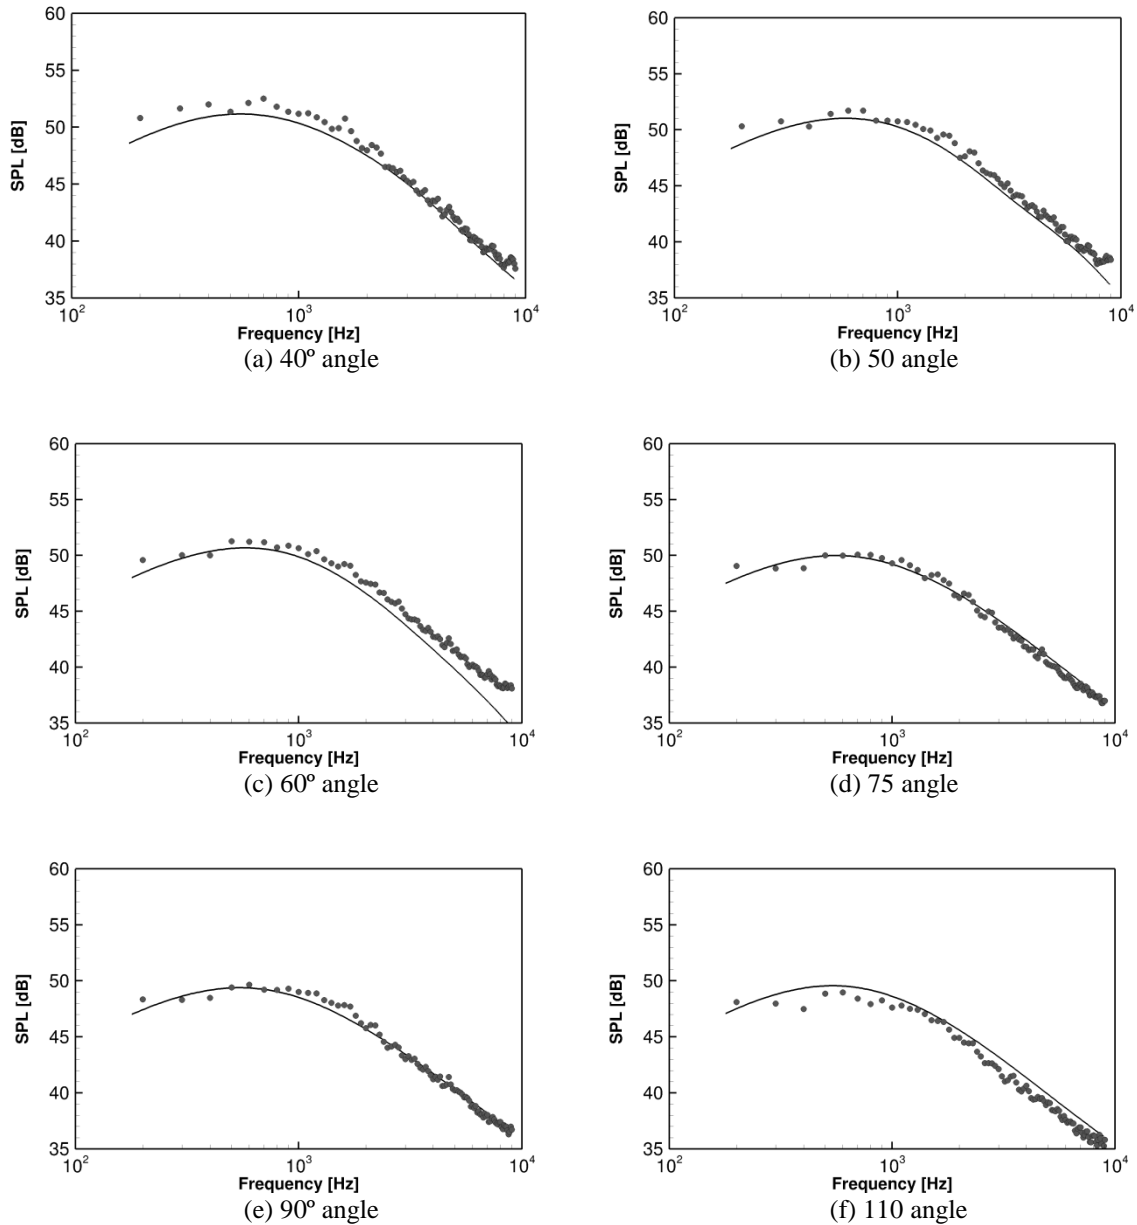 60
55
50
45
40
35
SPL [dB]
10² 10³ 10⁴
Frequency [Hz]
(a) 40º angle
60
55
50
45
40
35
SPL [dB]
10² 10³ 10⁴
Frequency [Hz]
(b) 50 angle
60
55
50
45
40
35
SPL [dB]
10² 10³ 10⁴
Frequency [Hz]
(c) 60º angle
60
55
50
45
40
35
SPL [dB]
10² 10³ 10⁴
Frequency [Hz]
(d) 75 angle
60
55
50
45
40
35
SPL [dB]
10² 10³ 10⁴
Frequency [Hz]
(e) 90º angle
60
55
50
45
40
35
SPL [dB]
10² 10³ 10⁴
Frequency [Hz]
(f) 110 angle